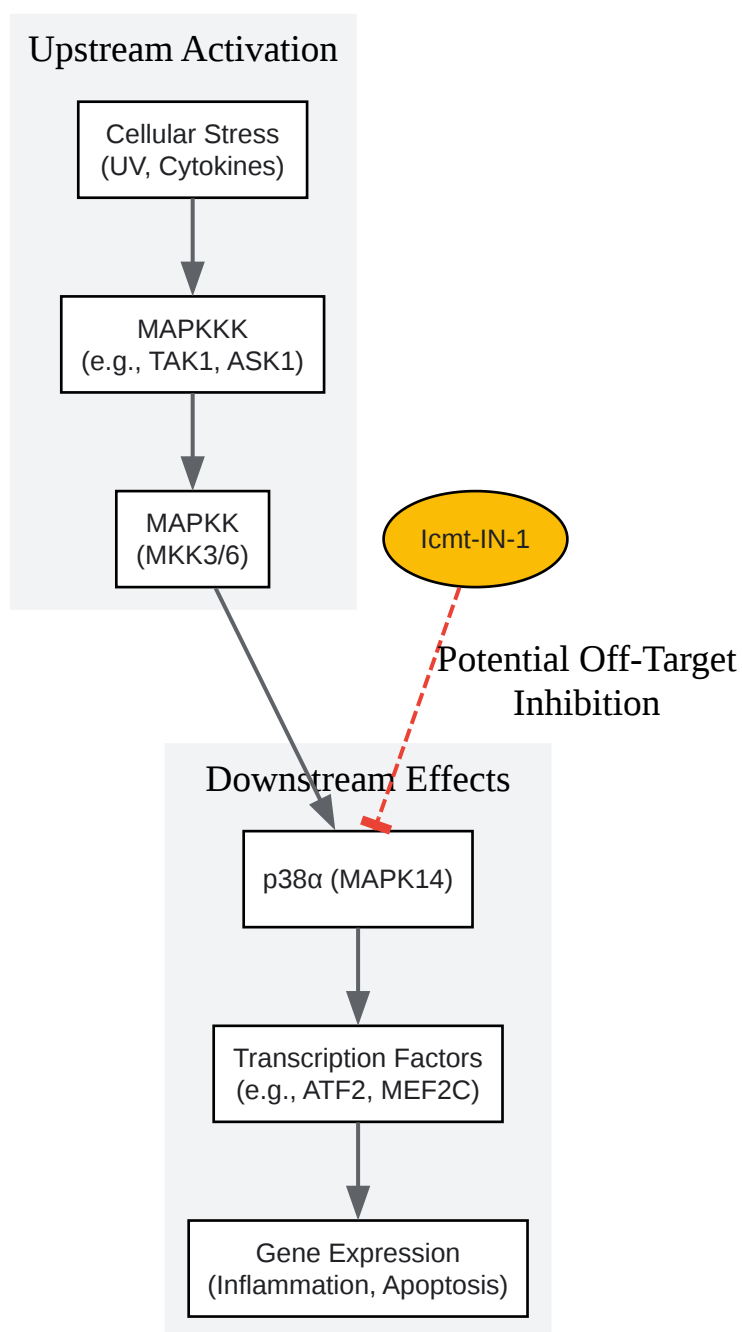 Upstream Activation
Cellular Stress
(UV, Cytokines)
MAPKKK
(e.g., TAK1, ASK1)
MAPKK
(MKK3/6)
Icmt-IN-1
Potential Off-Target
Inhibition
Downstream Effects
p38α (MAPK14)
Transcription Factors
(e.g., ATF2, MEF2C)
Gene Expression
(Inflammation, Apoptosis)